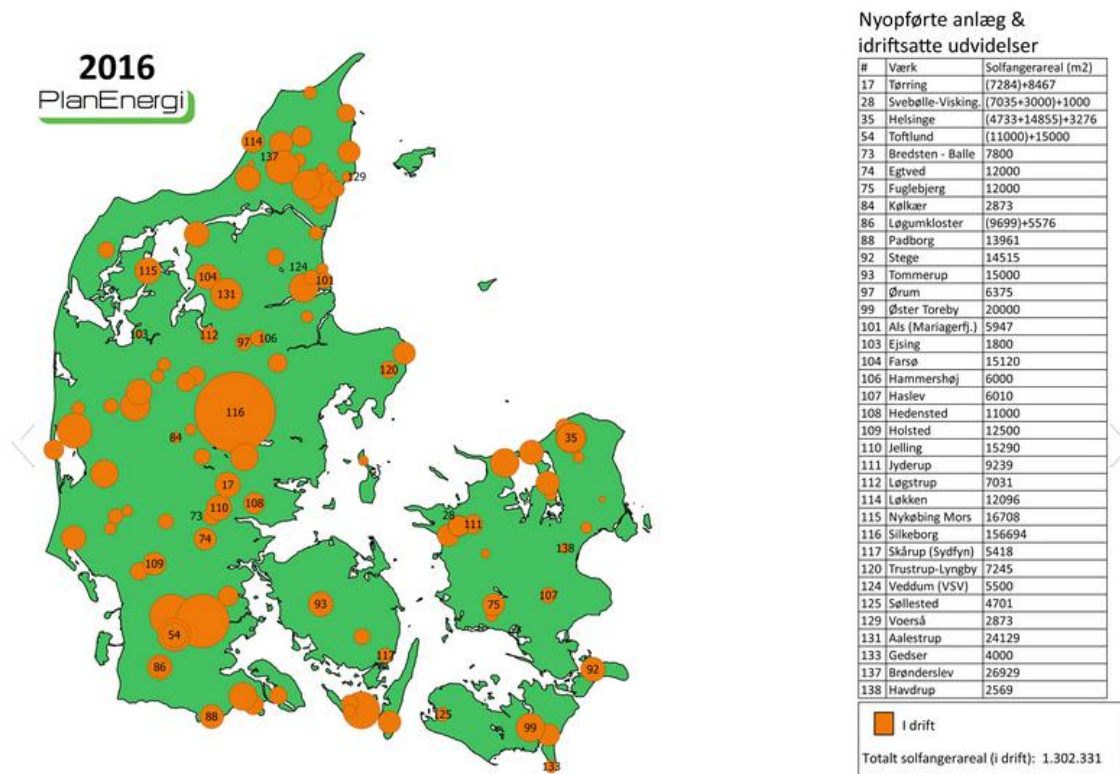 2016
PlanEnergi
114
137
129
124
115
104
101
131
103
112
97
106
120
116
84
35
17
110
108
73
28
111
74
138
109
93
75
107
54
117
86
92
88
125
99
133
Nyopførte anlæg &
idriftsatte udvidelser
# Værk Solfangerareal (m2)
17 Tørring (7284)+8467
28 Svebølle-Visking. (7035+3000)+1000
35 Helsinge (4733+14855)+3276
54 Toftlund (11000)+15000
73 Bredsten - Balle 7800
74 Egtved 12000
75 Fuglebjerg 12000
84 Kølkær 2873
86 Løgumkloster (9699)+5576
88 Padborg 13961
92 Stege 14515
93 Tommerup 15000
97 Ørum 6375
99 Øster Toreby 20000
101 Als (Mariagerfj.) 5947
103 Ejsing 1800
104 Farsø 15120
106 Hammershøj 6000
107 Haslev 6010
108 Hedensted 11000
109 Holsted 12500
110 Jelling 15290
111 Jyderup 9239
112 Løgstrup 7031
114 Løkken 12096
115 Nykøbing Mors 16708
116 Silkeborg 156694
117 Skårup (Sydfyn) 5418
120 Trustrup-Lyngby 7245
124 Veddum (VSV) 5500
125 Søllested 4701
129 Voerså 2873
131 Aalestrup 24129
133 Gedser 4000
137 Brønderslev 26929
138 Havdrup 2569
I drift
Totalt solfangerareal (i drift): 1.302.331